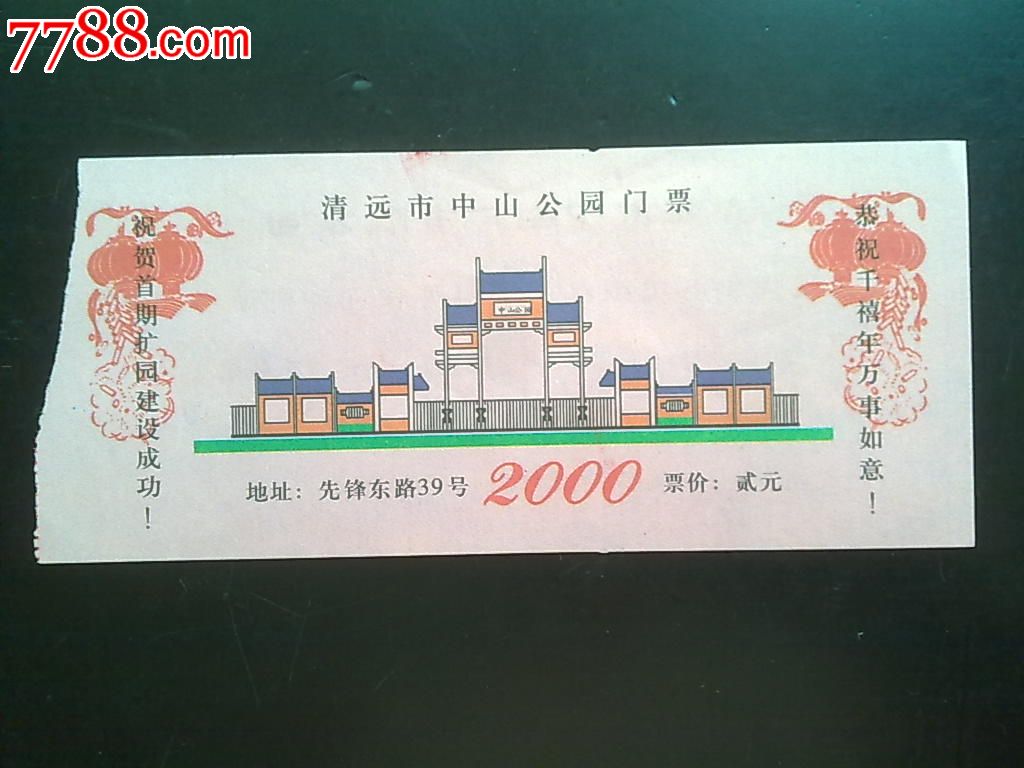 7788.com
清远市中山公园门票
祝贺首期扩园建设成功！
恭祝千禧年万事如意！
中山公园
地址：先锋东路39号
2000
票价：贰元